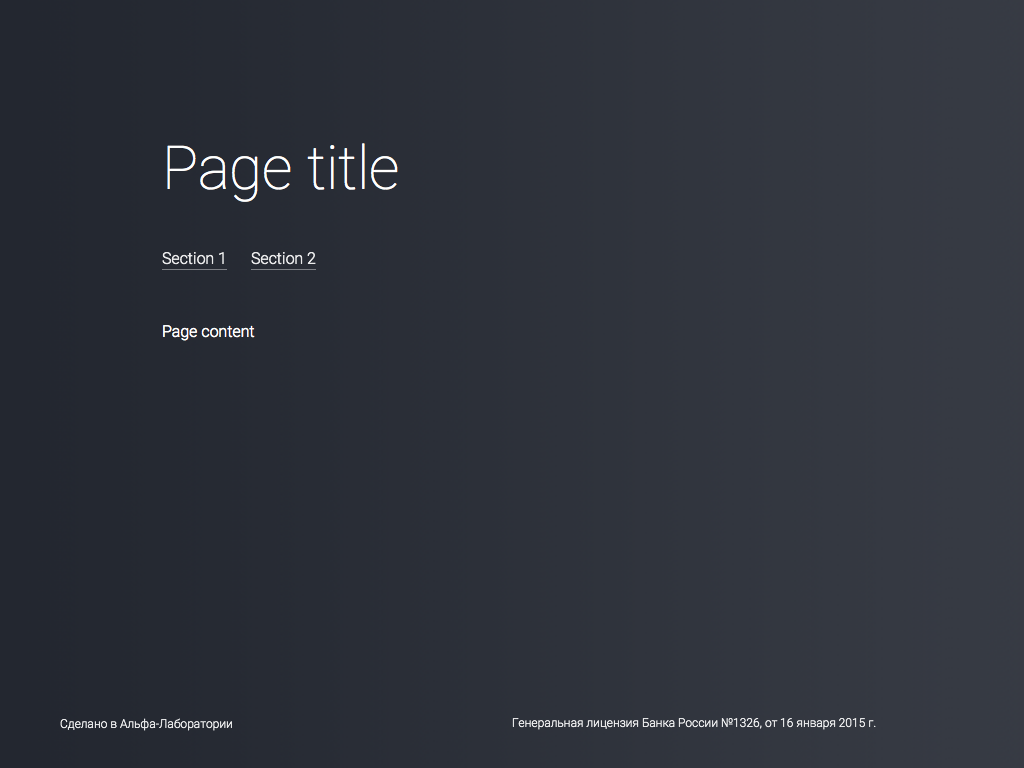 Page title
Section 1 Section 2
Page content
Сделано в Альфа-Лаборатории
Генеральная лицензия Банка России №1326, от 16 января 2015 г.